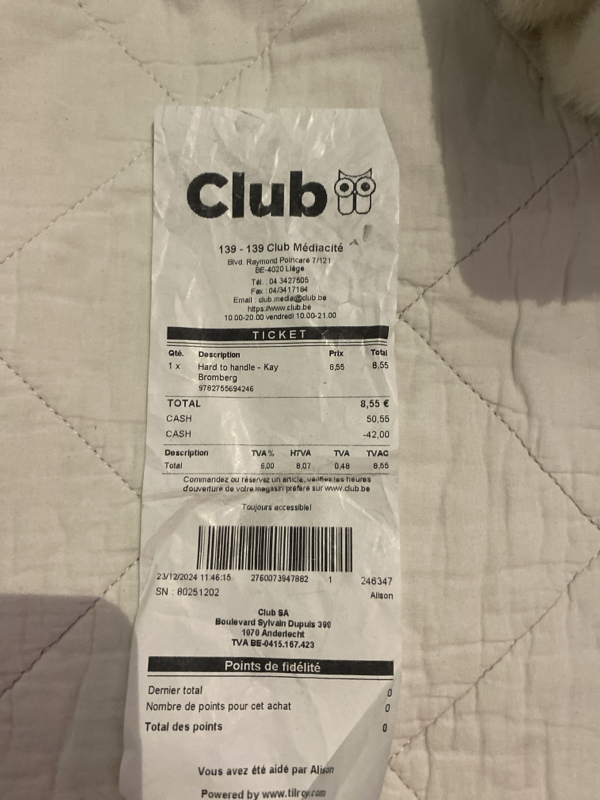 Club
139 - 139 Club Médiacité
Blvd. Raymond Poincaré 7/121
BE-4020 Liège
Tél. : 04 3427505
Fax : 04/3417184
Email : club.media@club.be
https://www.club.be
10.00-20.00 vendredi 10.00-21.00
TICKET
Qté. Description Prix Total
1 x Hard to handle - Kay 8,55 8,55
Bromberg
9782755694246
TOTAL 8,55 €
CASH 50,55
CASH -42,00
Description TVA % HTVA TVA TVAC
Total 6,00 8,07 0,48 8,55
Commandez ou réservez un article, vérifiez les heures
d'ouverture de votre magasin préféré sur www.club.be
Toujours accessible!
23/12/2024 11:46:15 2760073947882 1 246347
SN : 80251202 Alison
Club SA
Boulevard Sylvain Dupuis 390
1070 Anderlecht
TVA BE-0415.167.423
Points de fidélité
Dernier total 0
Nombre de points pour cet achat 0
Total des points 0
Vous avez été aidé par Alison
Powered by www.tilroy.com